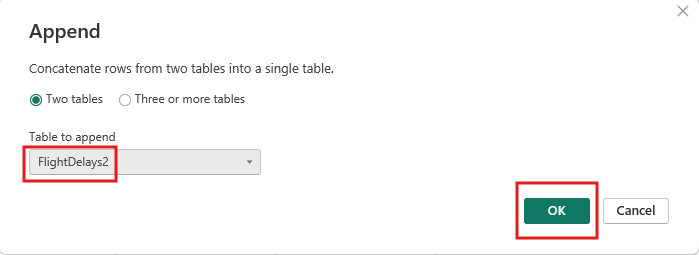 Append
Concatenate rows from two tables into a single table.
Two tables Three or more tables
Table to append
FlightDelays2
OK Cancel